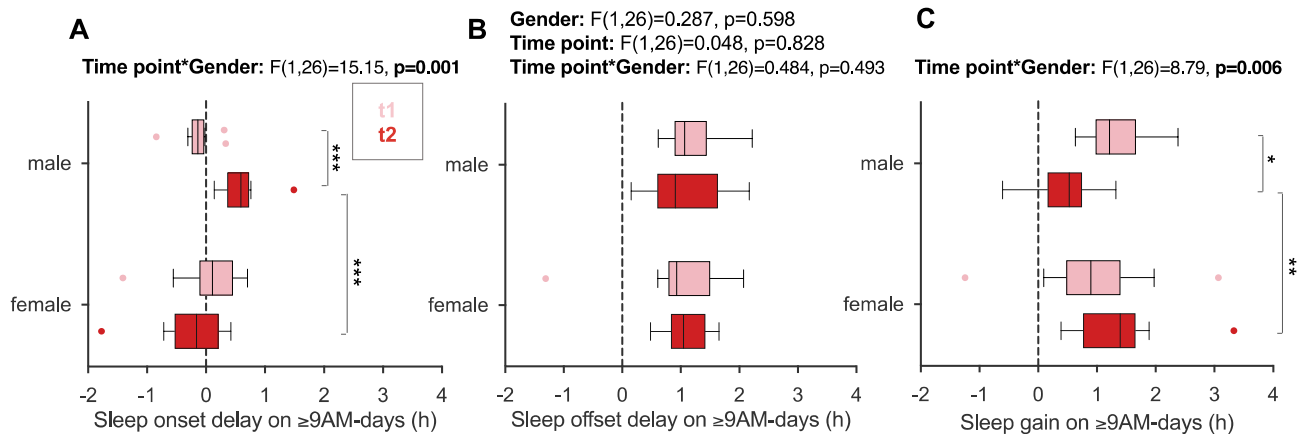 A
Time point*Gender: F(1,26)=15.15, p=0.001
t1
t2
male
***
***
female
-2 -1 0 1 2 3 4
Sleep onset delay on ≥9AM-days (h)
B
Gender: F(1,26)=0.287, p=0.598
Time point: F(1,26)=0.048, p=0.828
Time point*Gender: F(1,26)=0.484, p=0.493
male
female
-2 -1 0 1 2 3 4
Sleep offset delay on ≥9AM-days (h)
C
Time point*Gender: F(1,26)=8.79, p=0.006
male
*
**
female
-2 -1 0 1 2 3 4
Sleep gain on ≥9AM-days (h)